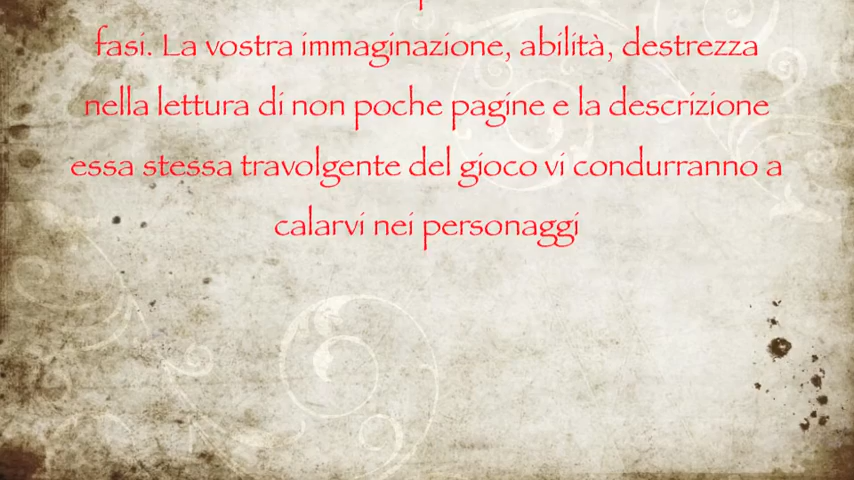 fasi. La vostra immaginazione, abilità, destrezza
nella lettura di non poche pagine e la descrizione
essa stessa travolgente del gioco vi condurranno a
calarvi nei personaggi